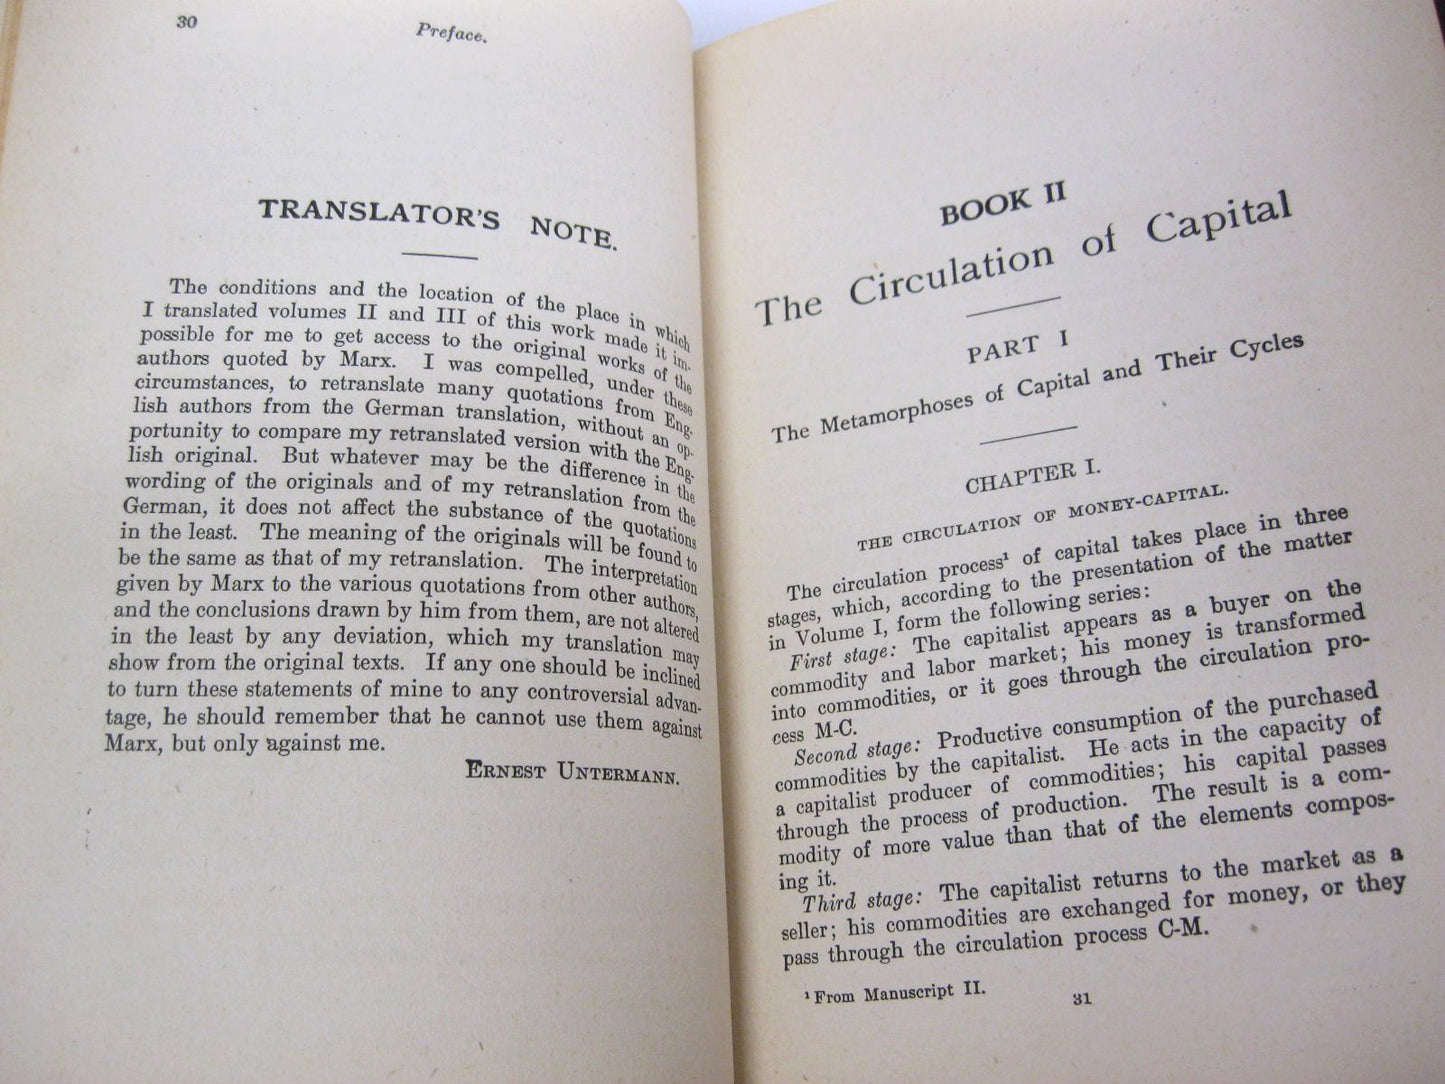 30
Preface.
TRANSLATOR'S NOTE.
The conditions and the location of the place in which
I translated volumes II and III of this work made it im-
possible for me to get access to the original works of the
authors quoted by Marx. I was compelled, under these
circumstances, to retranslate many quotations from Eng-
lish authors from the German translation, without an op-
portunity to compare my retranslated version with the Eng-
lish original. But whatever may be the difference in the
wording of the originals and of my retranslation from the
German, it does not affect the substance of the quotations
in the least. The meaning of the originals will be found to
be the same as that of my retranslation. The interpretation
given by Marx to the various quotations from other authors,
and the conclusions drawn by him from them, are not altered
in the least by any deviation, which my translation may
show from the original texts. If any one should be inclined
to turn these statements of mine to any controversial advan-
tage, he should remember that he cannot use them against
Marx, but only against me.
ERNEST UNTERMANN.
BOOK II
The Circulation of Capital
PART I
The Metamorphoses of Capital and Their Cycles
CHAPTER I.
THE CIRCULATION OF MONEY-CAPITAL.
The circulation process¹ of capital takes place in three
stages, which, according to the presentation of the matter
in Volume I, form the following series:
First stage: The capitalist appears as a buyer on the
commodity and labor market; his money is transformed
into commodities, or it goes through the circulation pro-
cess M-C.
Second stage: Productive consumption of the purchased
commodities by the capitalist. He acts in the capacity of
a capitalist producer of commodities; his capital passes
through the process of production. The result is a com-
modity of more value than that of the elements compos-
ing it.
Third stage: The capitalist returns to the market as a
seller; his commodities are exchanged for money, or they
pass through the circulation process C-M.
¹ From Manuscript II.
31